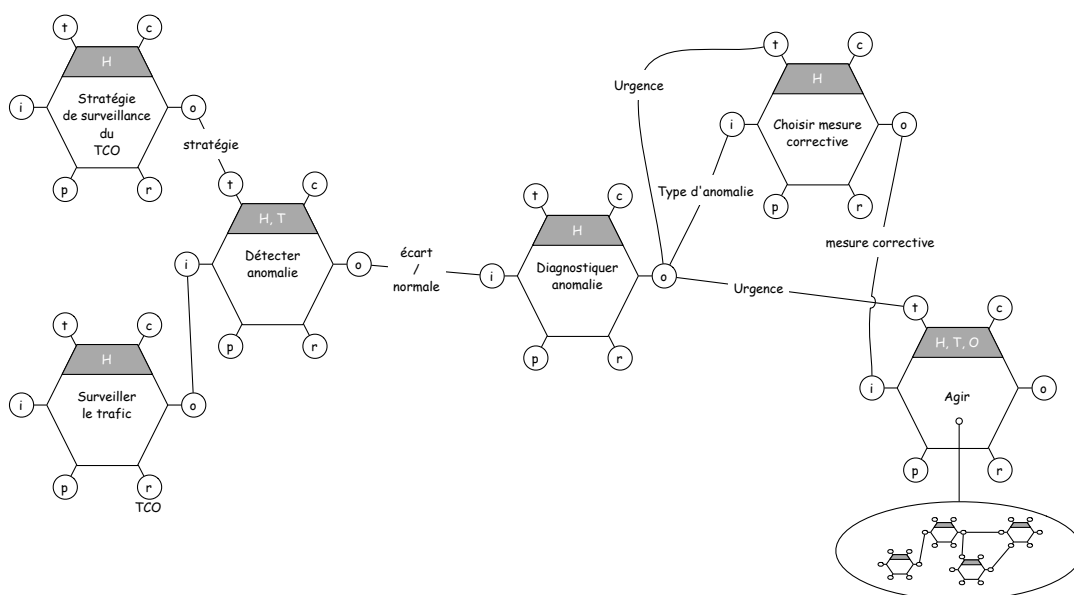 t
c
H
i
Stratégie
de surveillance
du
TCO
o
p
r
stratégie
t
c
H, T
i
Détecter
anomalie
o
p
r
t
c
H
i
Surveiller
le trafic
o
p
r
TCO
écart
/
normale
t
c
H
i
Diagnostiquer
anomalie
o
p
r
Urgence
Type d'anomalie
Urgence
t
c
H
i
Choisir mesure
corrective
o
p
r
mesure corrective
t
c
H, T, O
i
Agir
o
p
r